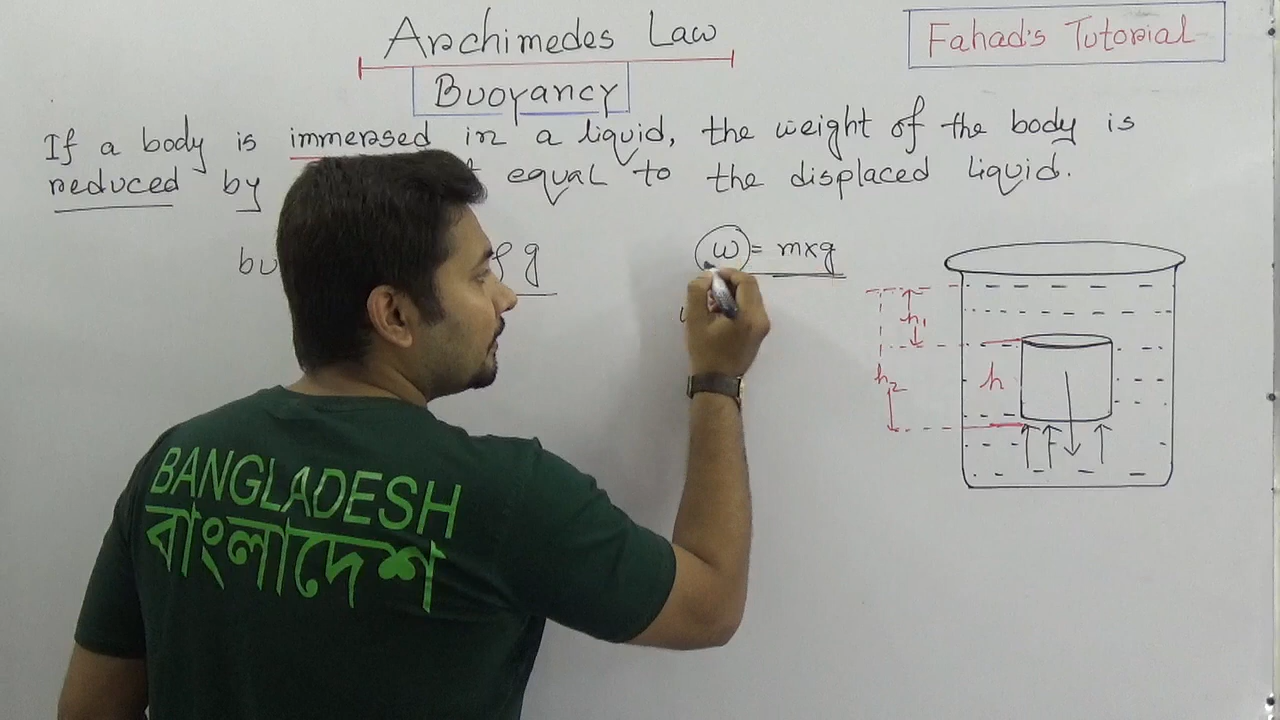 Archimedes Law
Fahad's Tutorial
Buoyancy
If a body is immersed in a liquid, the weight of the body is
reduced by equal to the displaced liquid.
bu ρ g
w = m×g
h₁
h₂
h
BANGLADESH
বাংলাদেশ